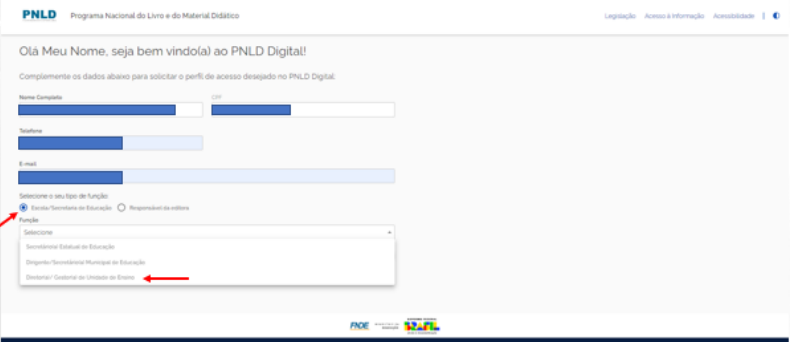 PNLD Programa Nacional do Livro e do Material Didático Legislação Acesso à Informação Acessibilidade
Olá Meu Nome, seja bem vindo(a) ao PNLD Digital!
Complemente os dados abaixo para solicitar o perfil de acesso desejado no PNLD Digital:
Nome Completo CPF
Telefone
E-mail
Selecione o seu tipo de função:
Escola/Secretaria de Educação Responsável da editora
Função
Selecione
Secretário(a) Estadual de Educação
Dirigente/Secretário(a) Municipal de Educação
Diretor(a)/ Gestor(a) da Unidade de Ensino
FNDE BRASIL